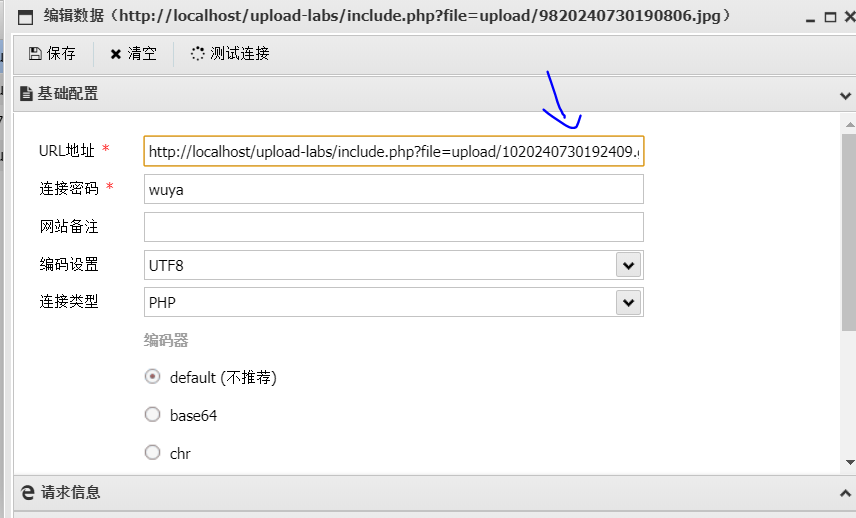 编辑数据（http://localhost/upload-labs/include.php?file=upload/9820240730190806.jpg）
保存 清空 测试连接
基础配置
URL地址 * http://localhost/upload-labs/include.php?file=upload/1020240730192409.
连接密码 * wuya
网站备注
编码设置 UTF8
连接类型 PHP
编码器
default (不推荐)
base64
chr
请求信息